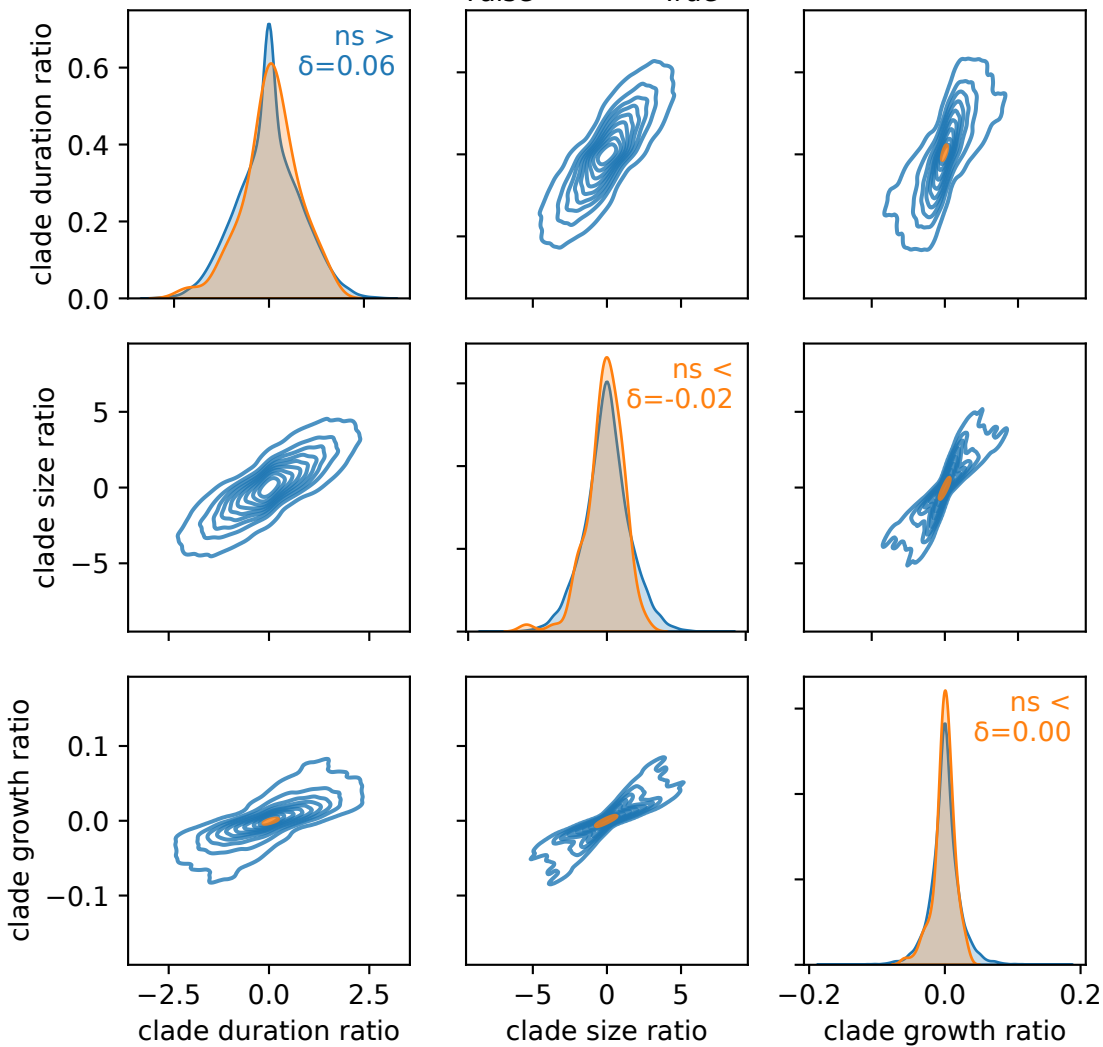 clade duration ratio
0.6
0.4
0.2
0.0
ns >
δ=0.06
clade size ratio
5
0
−5
ns <
δ=-0.02
clade growth ratio
0.1
0.0
−0.1
ns <
δ=0.00
−2.5 0.0 2.5
−5 0 5
−0.2 0.0 0.2
clade duration ratio
clade size ratio
clade growth ratio